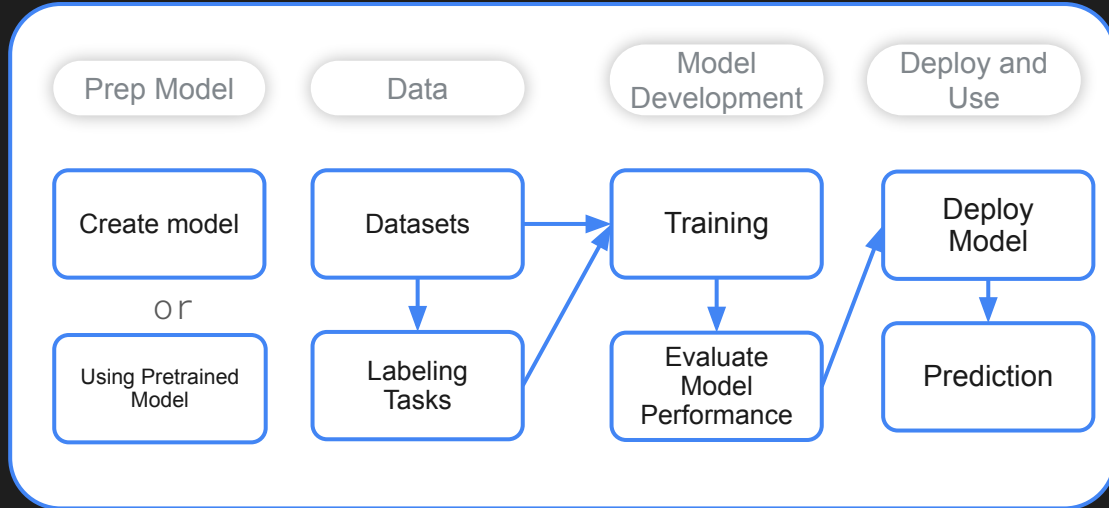 Prep Model
Data
Model
Development
Deploy and
Use
Create model
Datasets
Training
Deploy
Model
or
Using Pretrained
Model
Labeling
Tasks
Evaluate
Model
Performance
Prediction